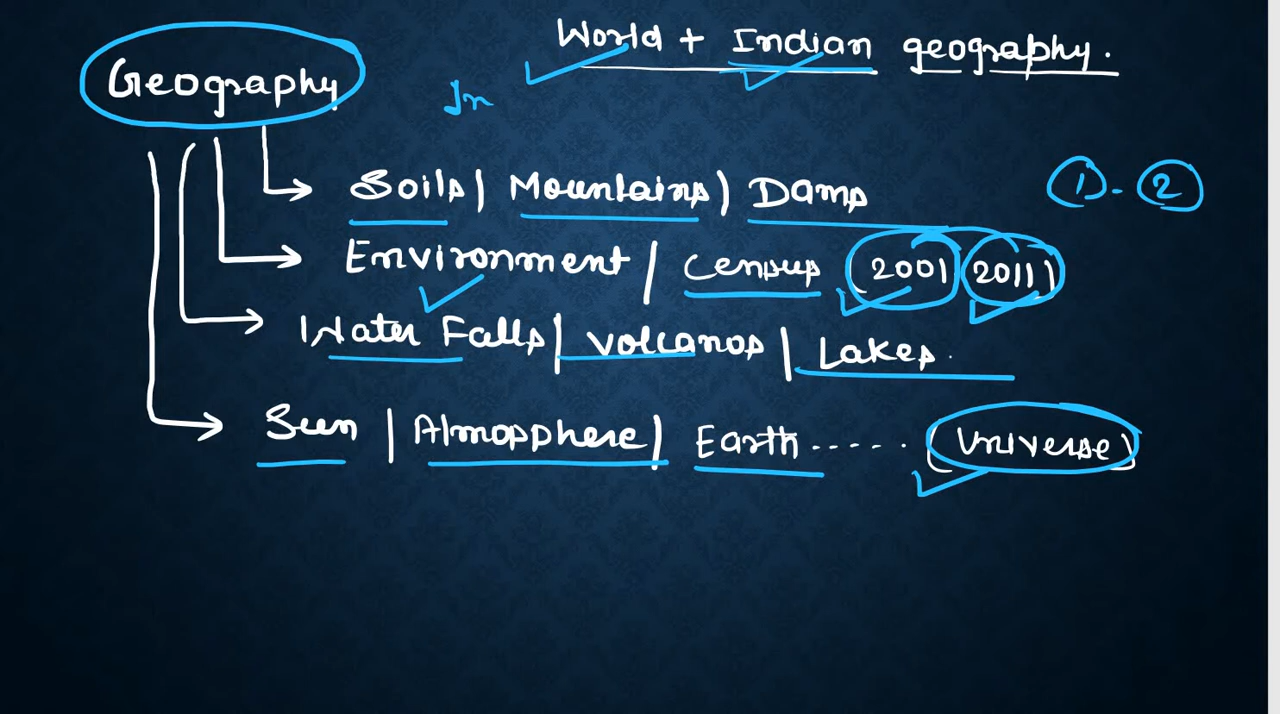 World + Indian geography.
Geography
In
Soils | Mountains | Dams
① - ②
Environment / Census (2001 2011)
Water Falls | Volcanos | Lakes.
Sun | Atmosphere | Earth ----- (Universe)